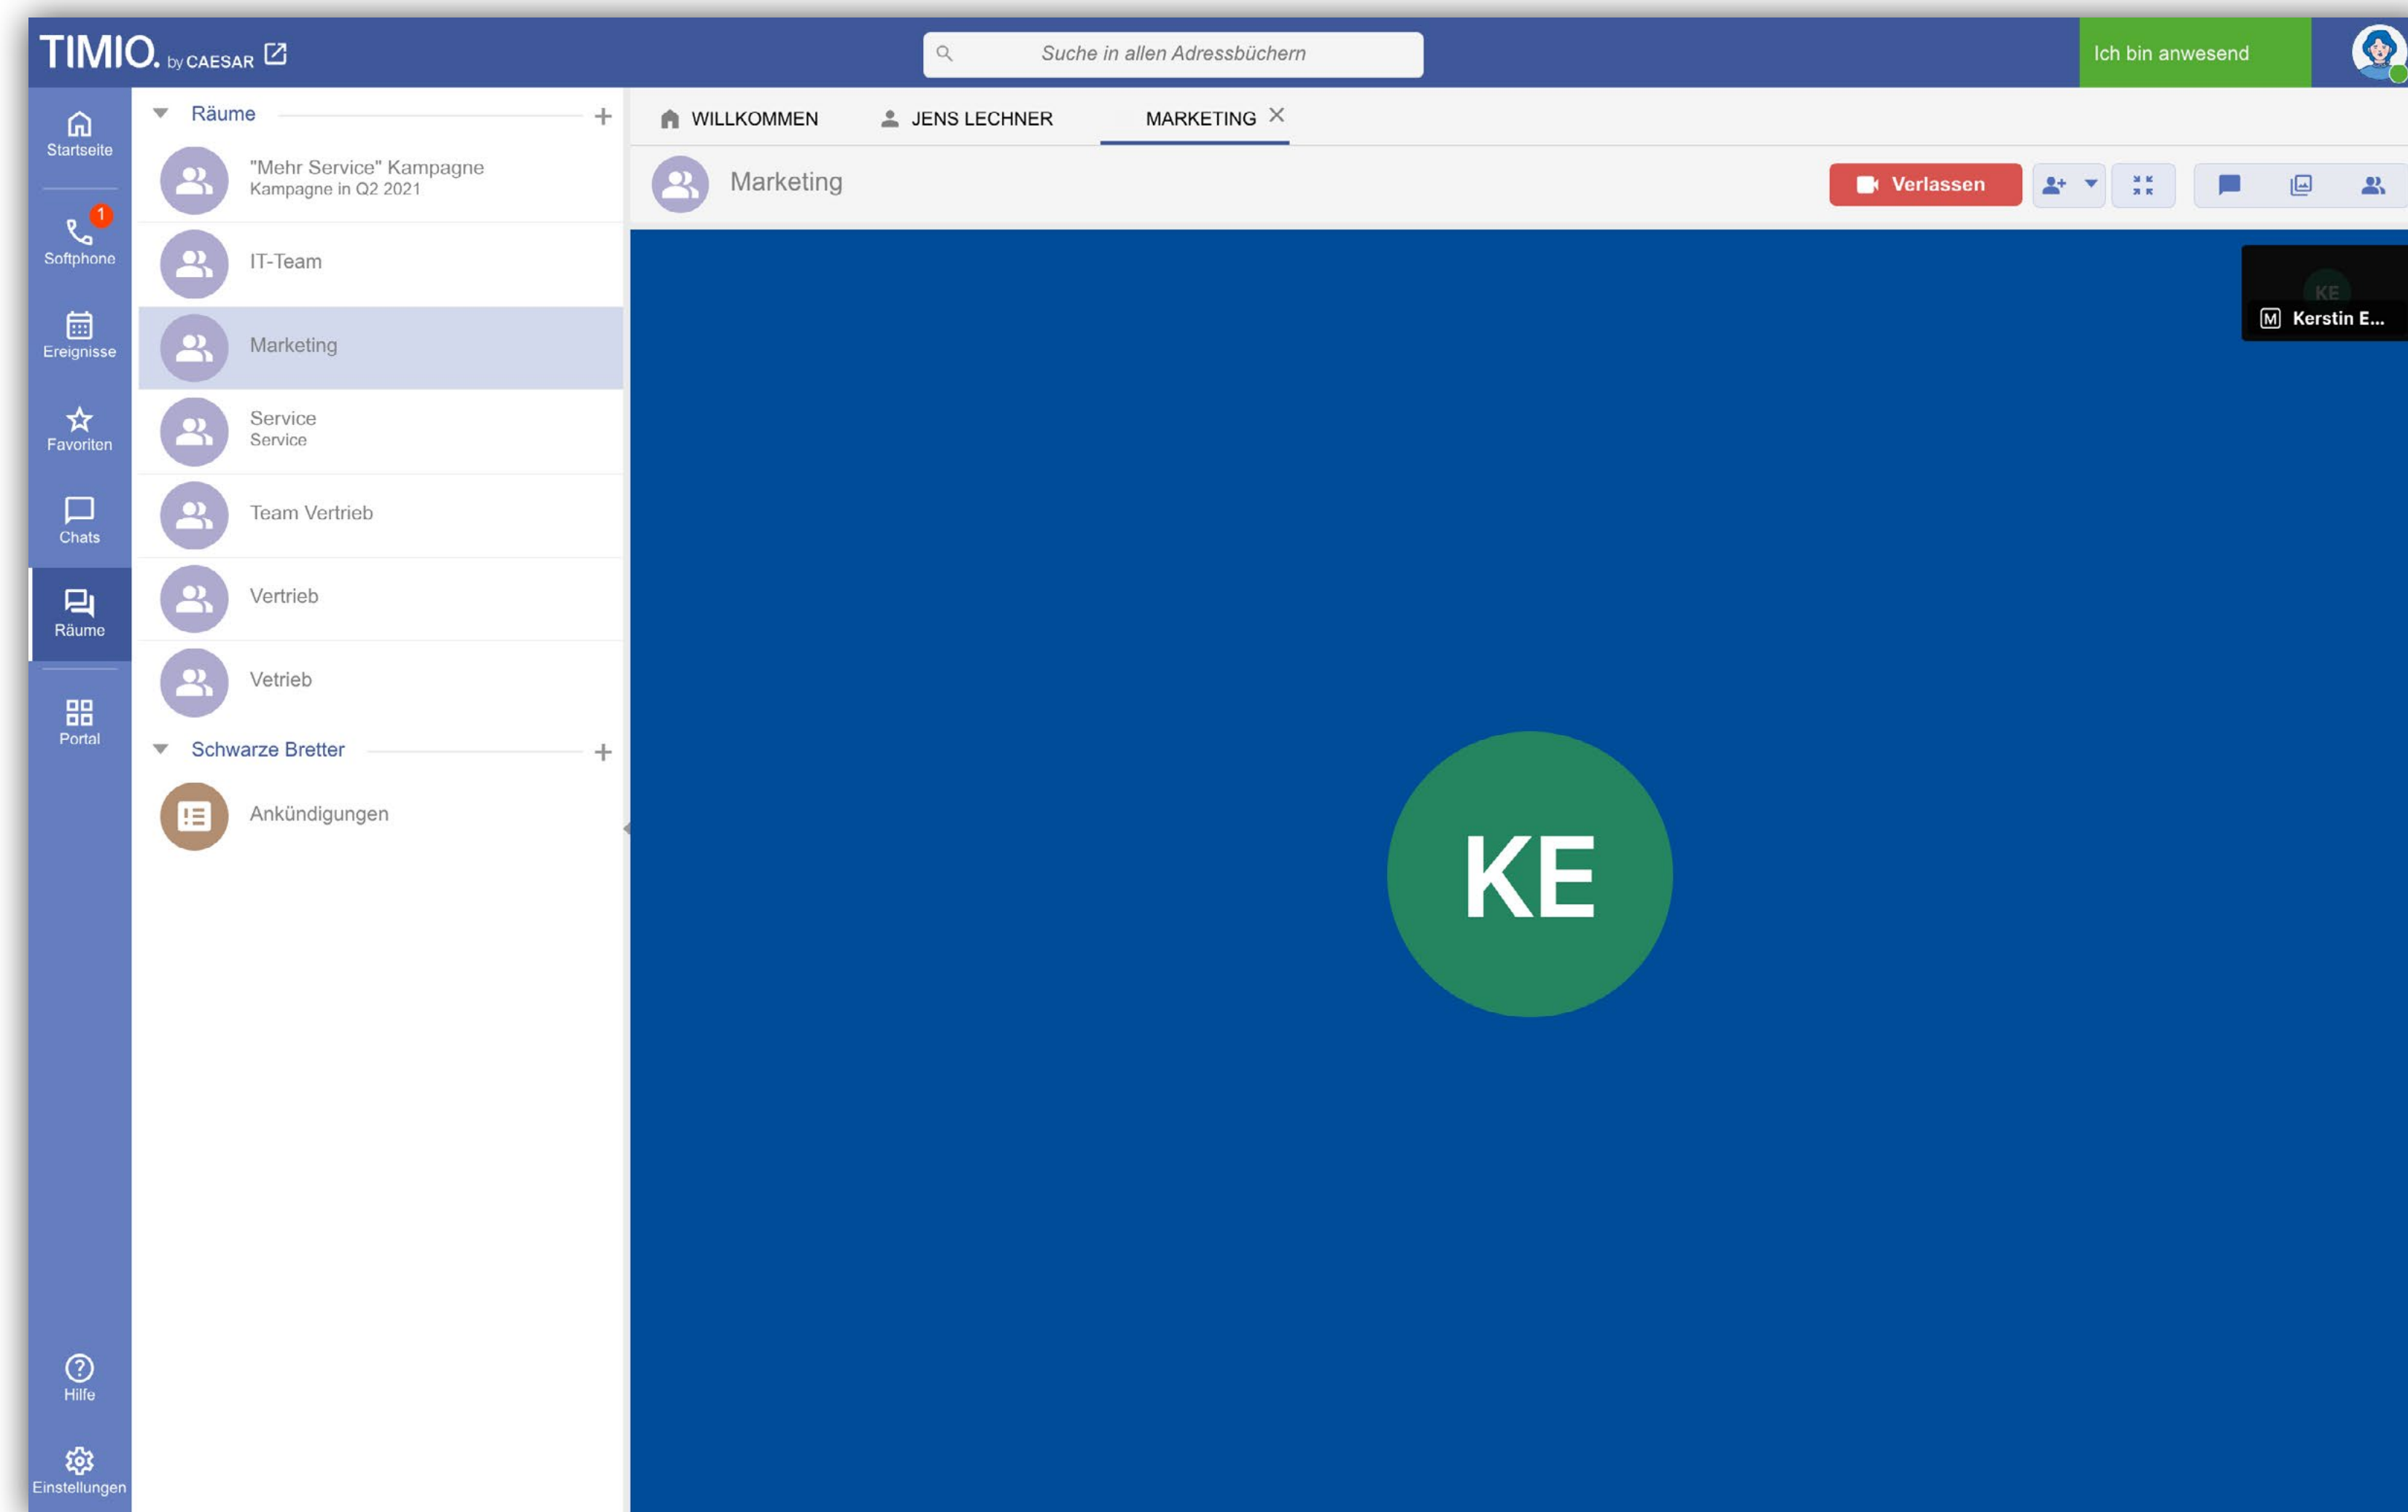 TIMIO. by CAESAR
Suche in allen Adressbüchern
Ich bin anwesend
Startseite
1
Softphone
Ereignisse
Favoriten
Chats
Räume
Portal
Hilfe
Einstellungen
Räume
"Mehr Service" Kampagne
Kampagne in Q2 2021
IT-Team
Marketing
Service
Service
Team Vertrieb
Vertrieb
Vetrieb
Schwarze Bretter
Ankündigungen
WILLKOMMEN
JENS LECHNER
MARKETING
Marketing
Verlassen
KE
M Kerstin E...
KE